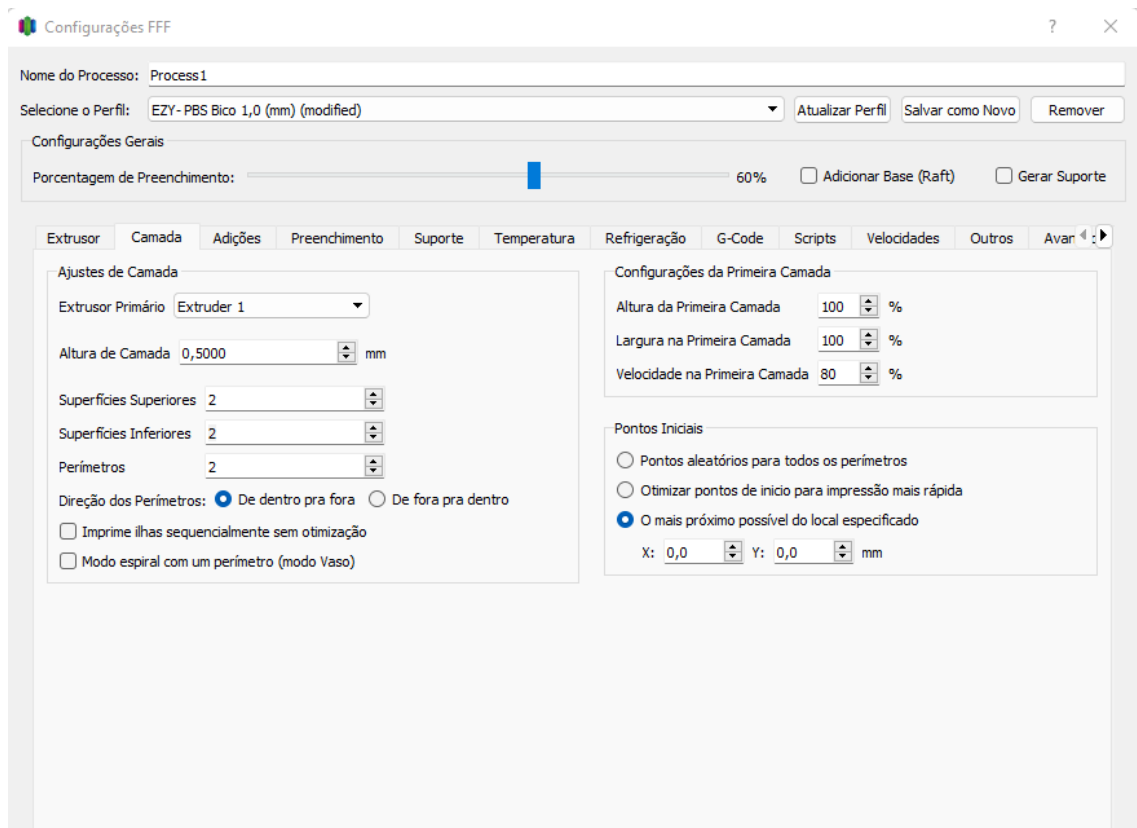 Configurações FFF
Nome do Processo: Process1
Selecione o Perfil: EZY- PBS Bico 1,0 (mm) (modified) Atualizar Perfil Salvar como Novo Remover
Configurações Gerais
Porcentagem de Preenchimento: 60% Adicionar Base (Raft) Gerar Suporte
Extrusor Camada Adições Preenchimento Suporte Temperatura Refrigeração G-Code Scripts Velocidades Outros
Ajustes de Camada
Extrusor Primário Extruder 1
Altura de Camada 0,5000 mm
Superfícies Superiores 2
Superfícies Inferiores 2
Perímetros 2
Direção dos Perímetros: De dentro pra fora De fora pra dentro
Imprime ilhas sequencialmente sem otimização
Modo espiral com um perímetro (modo Vaso)
Configurações da Primeira Camada
Altura da Primeira Camada 100 %
Largura na Primeira Camada 100 %
Velocidade na Primeira Camada 80 %
Pontos Iniciais
Pontos aleatórios para todos os perímetros
Otimizar pontos de inicio para impressão mais rápida
O mais próximo possível do local especificado
X: 0,0 Y: 0,0 mm